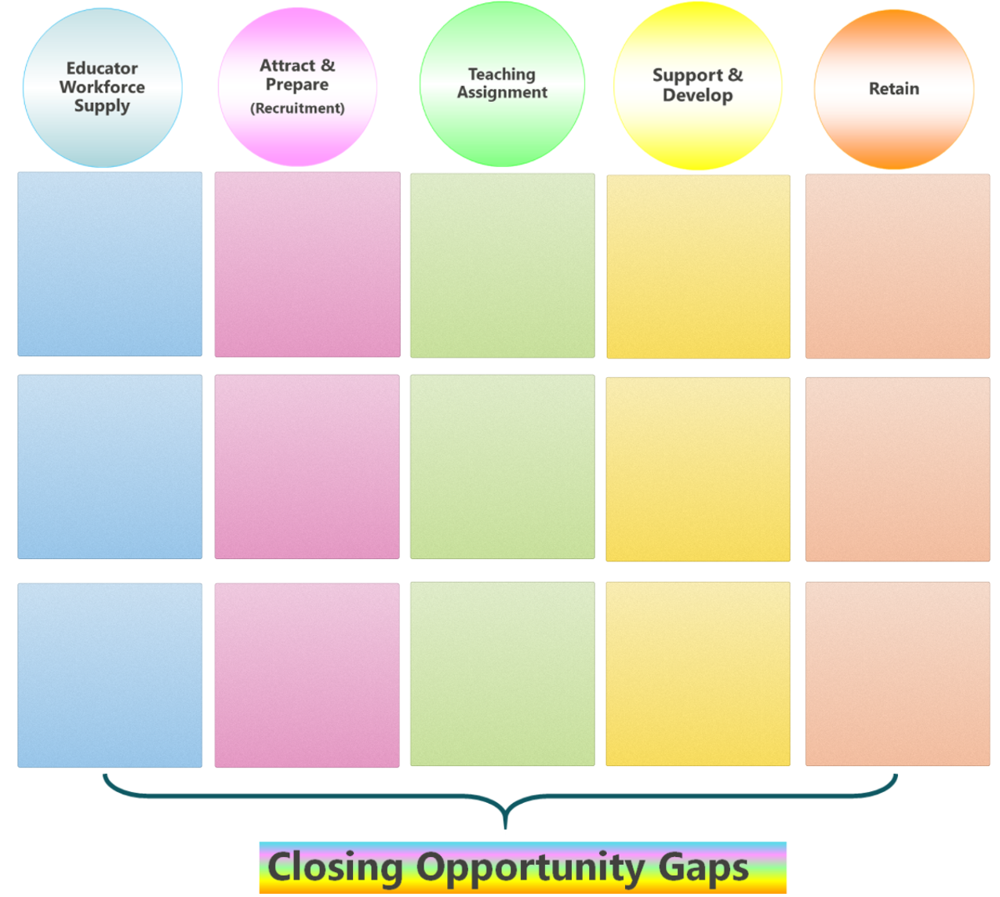 Educator
Workforce
Supply
Attract &
Prepare
(Recruitment)
Teaching
Assignment
Support &
Develop
Retain
Closing Opportunity Gaps